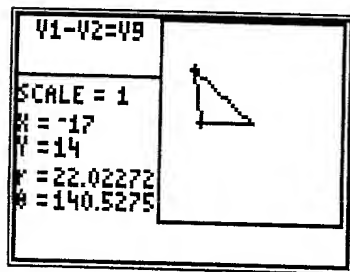 V1-V2=V9
SCALE = 1
X = -17
Y =14
r =22.02272
θ =140.5275